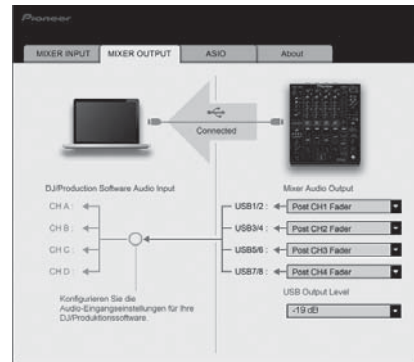 Pioneer
MIXER INPUT
MIXER OUTPUT
ASIO
About
Connected
DJ/Production Software Audio Input
CH A :
CH B :
CH C :
CH D :
Konfigurieren Sie die
Audio-Eingangseinstellungen für Ihre
DJ/Produktionssoftware.
Mixer Audio Output
USB1/2 : Post CH1 Fader
USB3/4 : Post CH2 Fader
USB5/6 : Post CH3 Fader
USB7/8 : Post CH4 Fader
USB Output Level
-19 dB